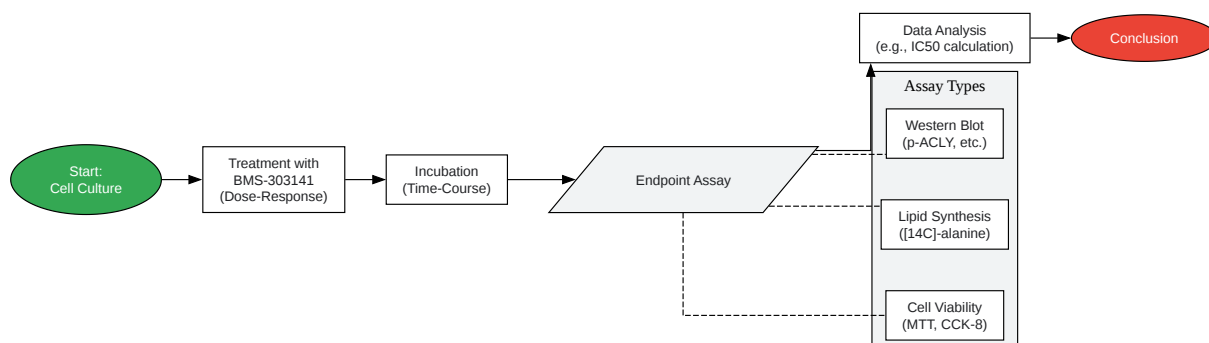 Start:
Cell Culture
Treatment with
BMS-303141
(Dose-Response)
Incubation
(Time-Course)
Endpoint Assay
Data Analysis
(e.g., IC50 calculation)
Conclusion
Assay Types
Western Blot
(p-ACLY, etc.)
Lipid Synthesis
([14C]-alanine)
Cell Viability
(MTT, CCK-8)